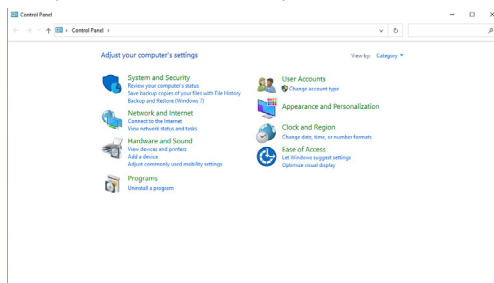 Control Panel
Control Panel
Adjust your computer's settings
View by: Category
System and Security
Review your computer's status
Save backup copies of your files with File History
Backup and Restore (Windows 7)
Network and Internet
Connect to the Internet
View network status and tasks
Hardware and Sound
View devices and printers
Add a device
Adjust commonly used mobility settings
Programs
Uninstall a program
User Accounts
Change account type
Appearance and Personalization
Clock and Region
Change date, time, or number formats
Ease of Access
Let Windows suggest settings
Optimize visual display